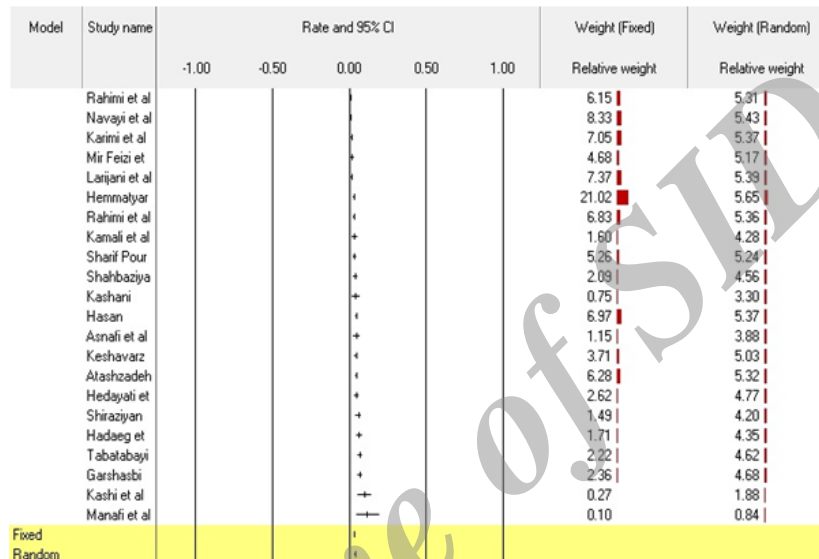 Model Study name Rate and 95% CI Weight (Fixed) Weight (Random)
-1.00 -0.50 0.00 0.50 1.00 Relative weight Relative weight
Rahimi et al 6.15 5.31
Navayi et al 8.33 5.43
Karimi et al 7.05 5.37
Mir Feizi et 4.68 5.17
Larijani et al 7.37 5.39
Hemmatyar 21.02 5.65
Rahimi et al 6.83 5.36
Kamali et al 1.60 4.28
Sharif Pour 5.26 5.24
Shahbaziya 2.09 4.56
Kashani 0.75 3.30
Hasan 6.97 5.37
Asnafi et al 1.15 3.88
Keshavarz 3.71 5.03
Atashzadeh 6.28 5.32
Hedayati et 2.62 4.77
Shiraziyan 1.49 4.20
Hadaeg et 1.71 4.35
Tabatabayi 2.22 4.62
Garshasbi 2.36 4.68
Kashi et al 0.27 1.88
Manafi et al 0.10 0.84
Fixed
Random
e of SID